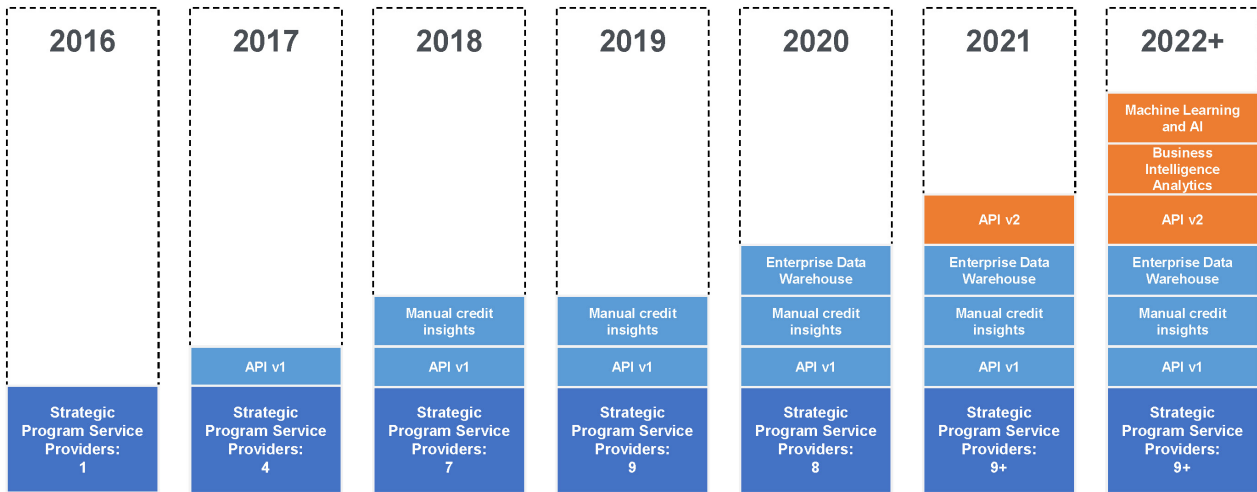 2016
Strategic
Program Service
Providers:
1
2017
API v1
Strategic
Program Service
Providers:
4
2018
Manual credit
insights
API v1
Strategic
Program Service
Providers:
7
2019
Manual credit
insights
API v1
Strategic
Program Service
Providers:
9
2020
Enterprise Data
Warehouse
Manual credit
insights
API v1
Strategic
Program Service
Providers:
8
2021
API v2
Enterprise Data
Warehouse
Manual credit
insights
API v1
Strategic
Program Service
Providers:
9+
2022+
Machine Learning
and AI
Business
Intelligence
Analytics
API v2
Enterprise Data
Warehouse
Manual credit
insights
API v1
Strategic
Program Service
Providers:
9+